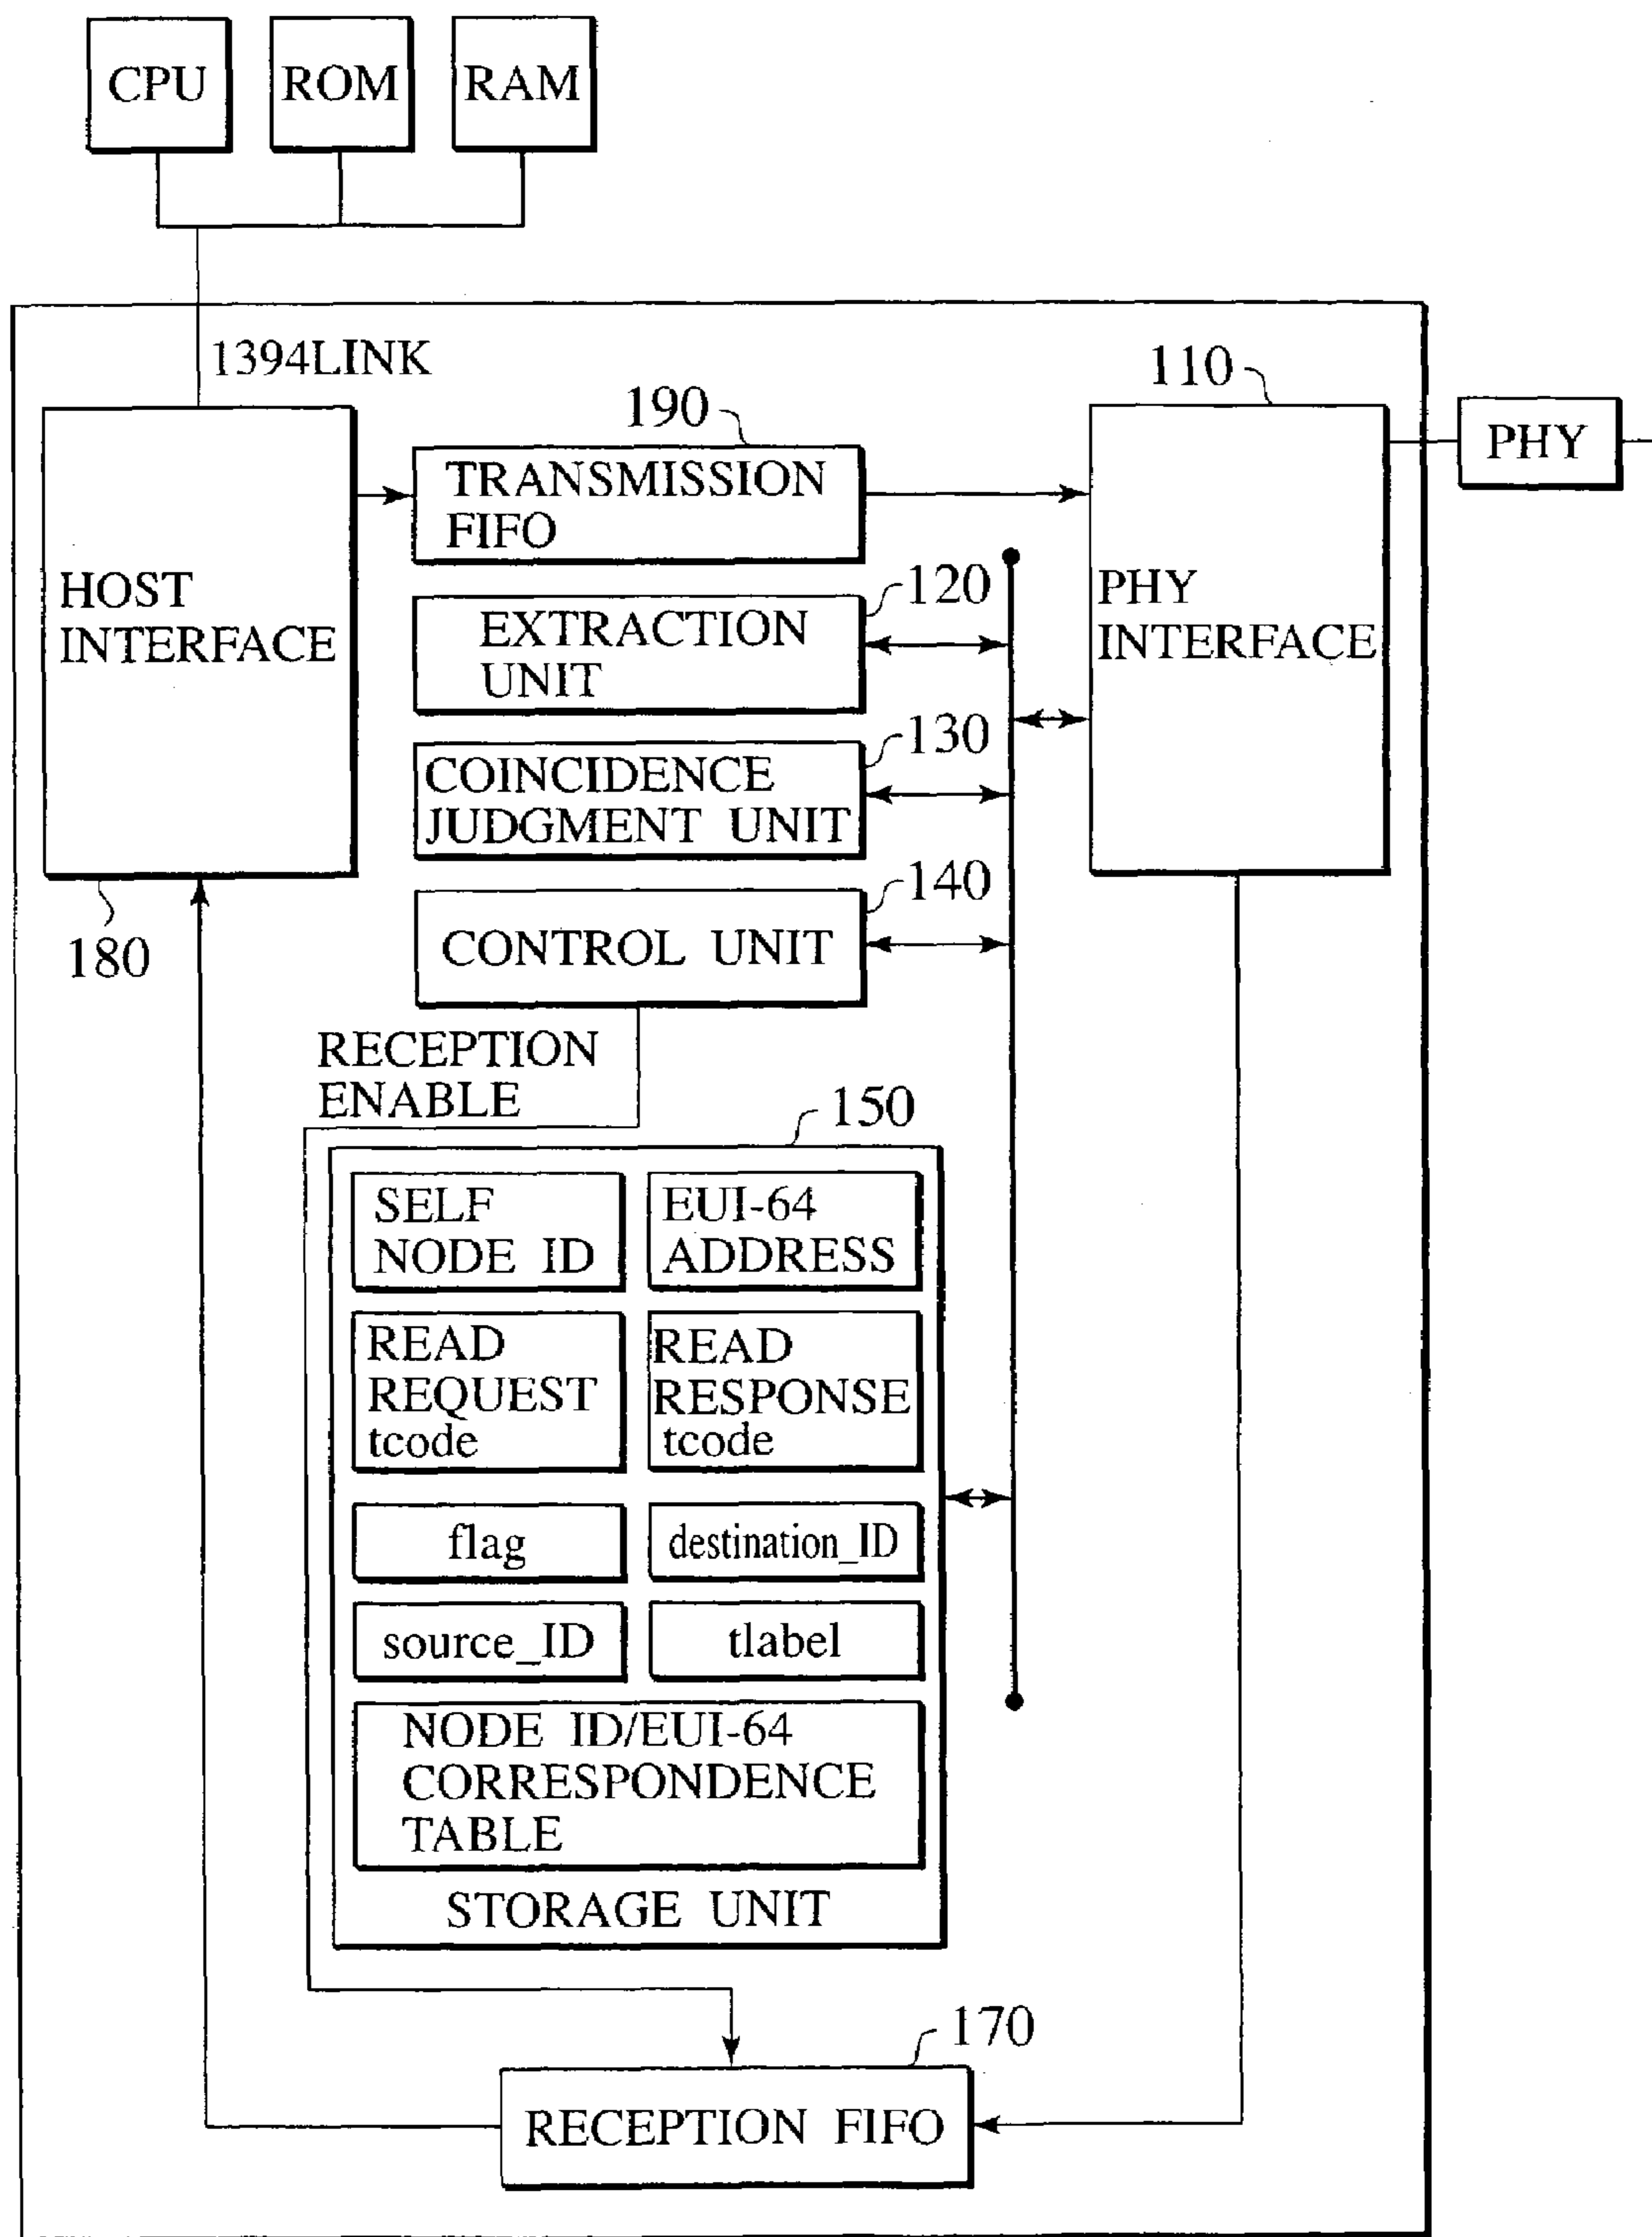 CPU
ROM
RAM
1394LINK
110
190
PHY
TRANSMISSION
FIFO
HOST
INTERFACE
120
EXTRACTION
UNIT
PHY
INTERFACE
130
COINCIDENCE
JUDGMENT UNIT
140
CONTROL UNIT
180
RECEPTION
ENABLE
150
SELF
NODE ID
EUI-64
ADDRESS
READ
REQUEST
tcode
READ
RESPONSE
tcode
flag
destination_ID
source_ID
tlabel
NODE ID/EUI-64
CORRESPONDENCE
TABLE
STORAGE UNIT
170
RECEPTION FIFO